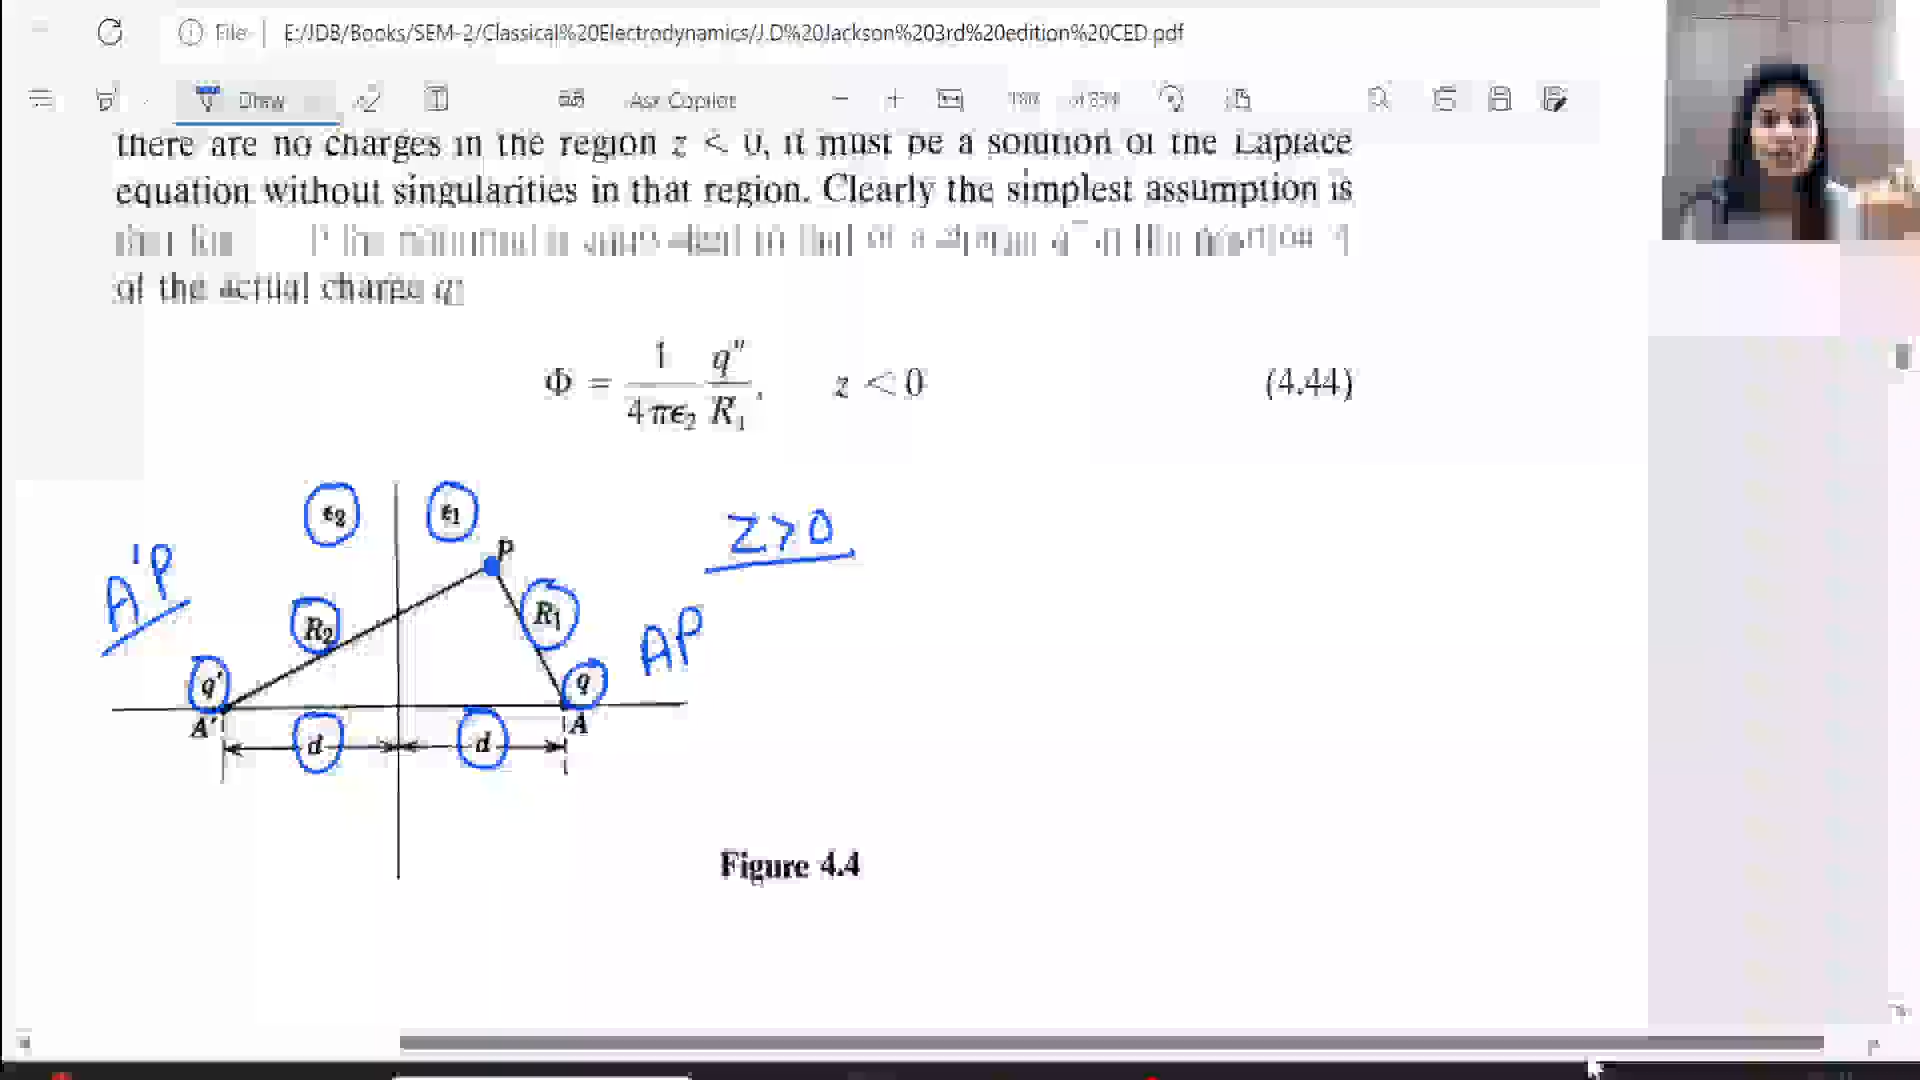 File
E:/JDB/Books/SEM-2/Classical%20Electrodynamics/J.D%20Jackson%203rd%20edition%20CED.pdf
Draw
Ask Copilot
there are no charges in the region z < 0, it must be a solution of the Laplace
equation without singularities in that region. Clearly the simplest assumption is
of the actual charge q:
Φ = 1/4πϵ₂ q"/R₁, z < 0 (4.44)
ϵ₂ ϵ₁
Z>0
P
A'P
R₂ R₁
AP
q' q
A' A
d d
Figure 4.4